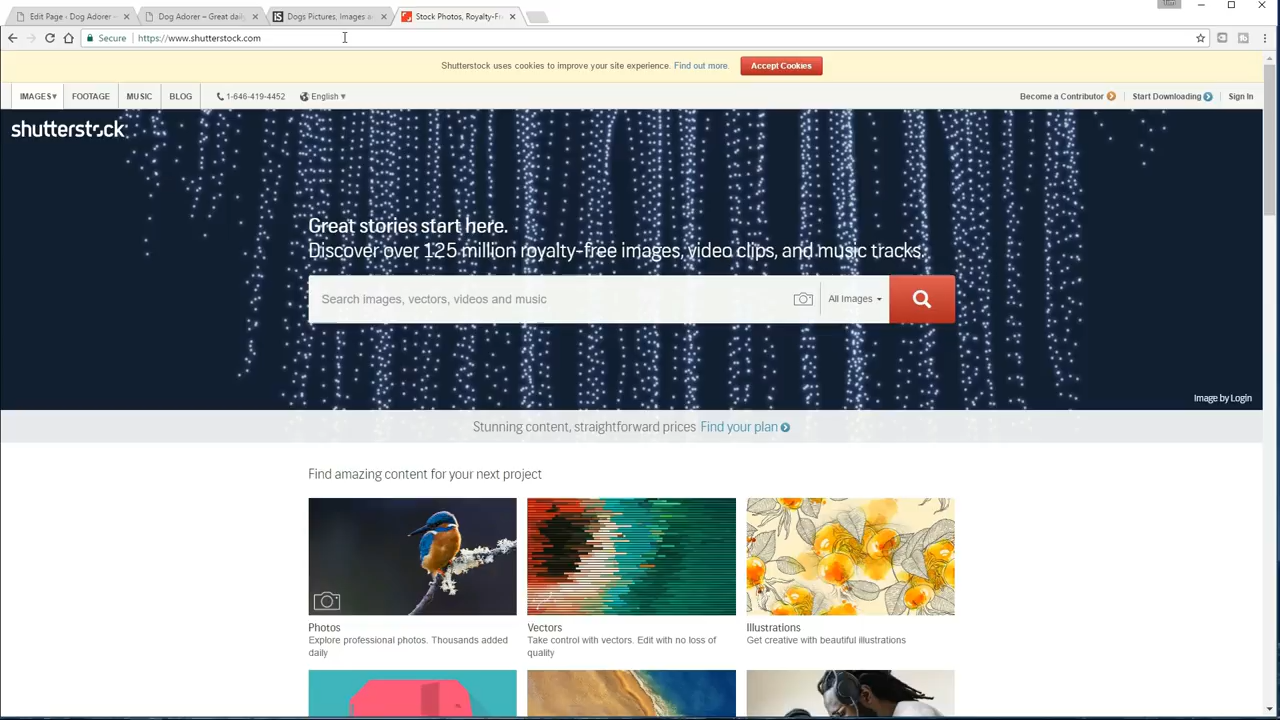 Edit Page ‹ Dog Adorer —
Dog Adorer – Great daily
Dogs Pictures, Images a
Stock Photos, Royalty-Fr
Tim
Secure
https://www.shutterstock.com
Shutterstock uses cookies to improve your site experience. Find out more.
Accept Cookies
IMAGES
FOOTAGE
MUSIC
BLOG
1-646-419-4452
English
Become a Contributor
Start Downloading
Sign In
shutterstock
Great stories start here.
Discover over 125 million royalty-free images, video clips, and music tracks.
Search images, vectors, videos and music
All Images
Image by Login
Stunning content, straightforward prices Find your plan
Find amazing content for your next project
Photos
Explore professional photos. Thousands added
daily
Vectors
Take control with vectors. Edit with no loss of
quality
Illustrations
Get creative with beautiful illustrations